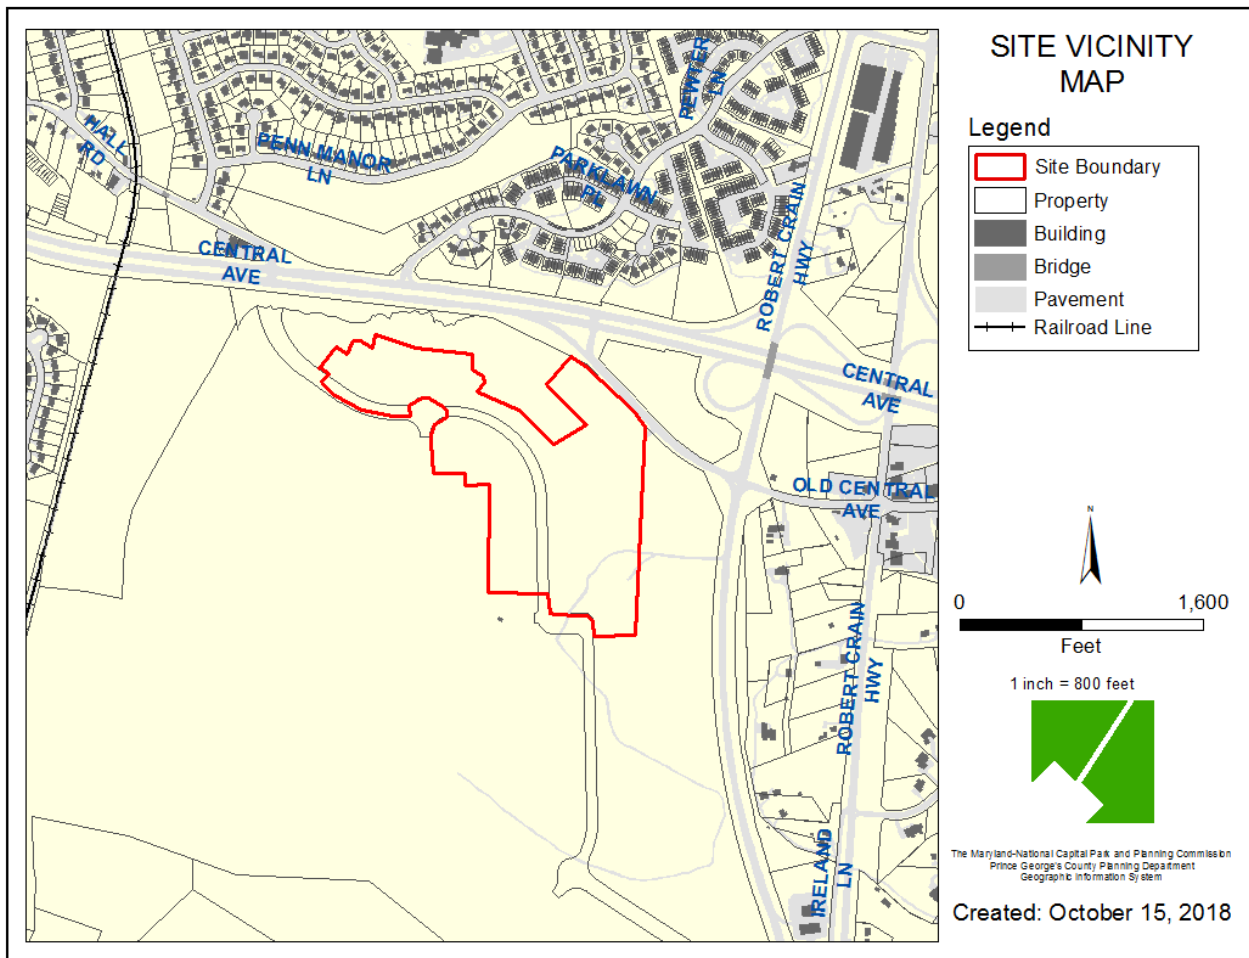 SITE VICINITY
MAP
Legend
Site Boundary
Property
Building
Bridge
Pavement
Railroad Line
HALL
RD
PENN MANOR
LN
PEWTER
LN
PARKLAWN
PL
CENTRAL
AVE
ROBERT CRAIN
HWY
CENTRAL
AVE
OLD CENTRAL
AVE
ROBERT CRAIN
HWY
IRELAND
LN
N
0
1,600
Feet
1 inch = 800 feet
The Maryland-National Capital Park and Planning Commission
Prince George's County Planning Department
Geographic Information System
Created: October 15, 2018